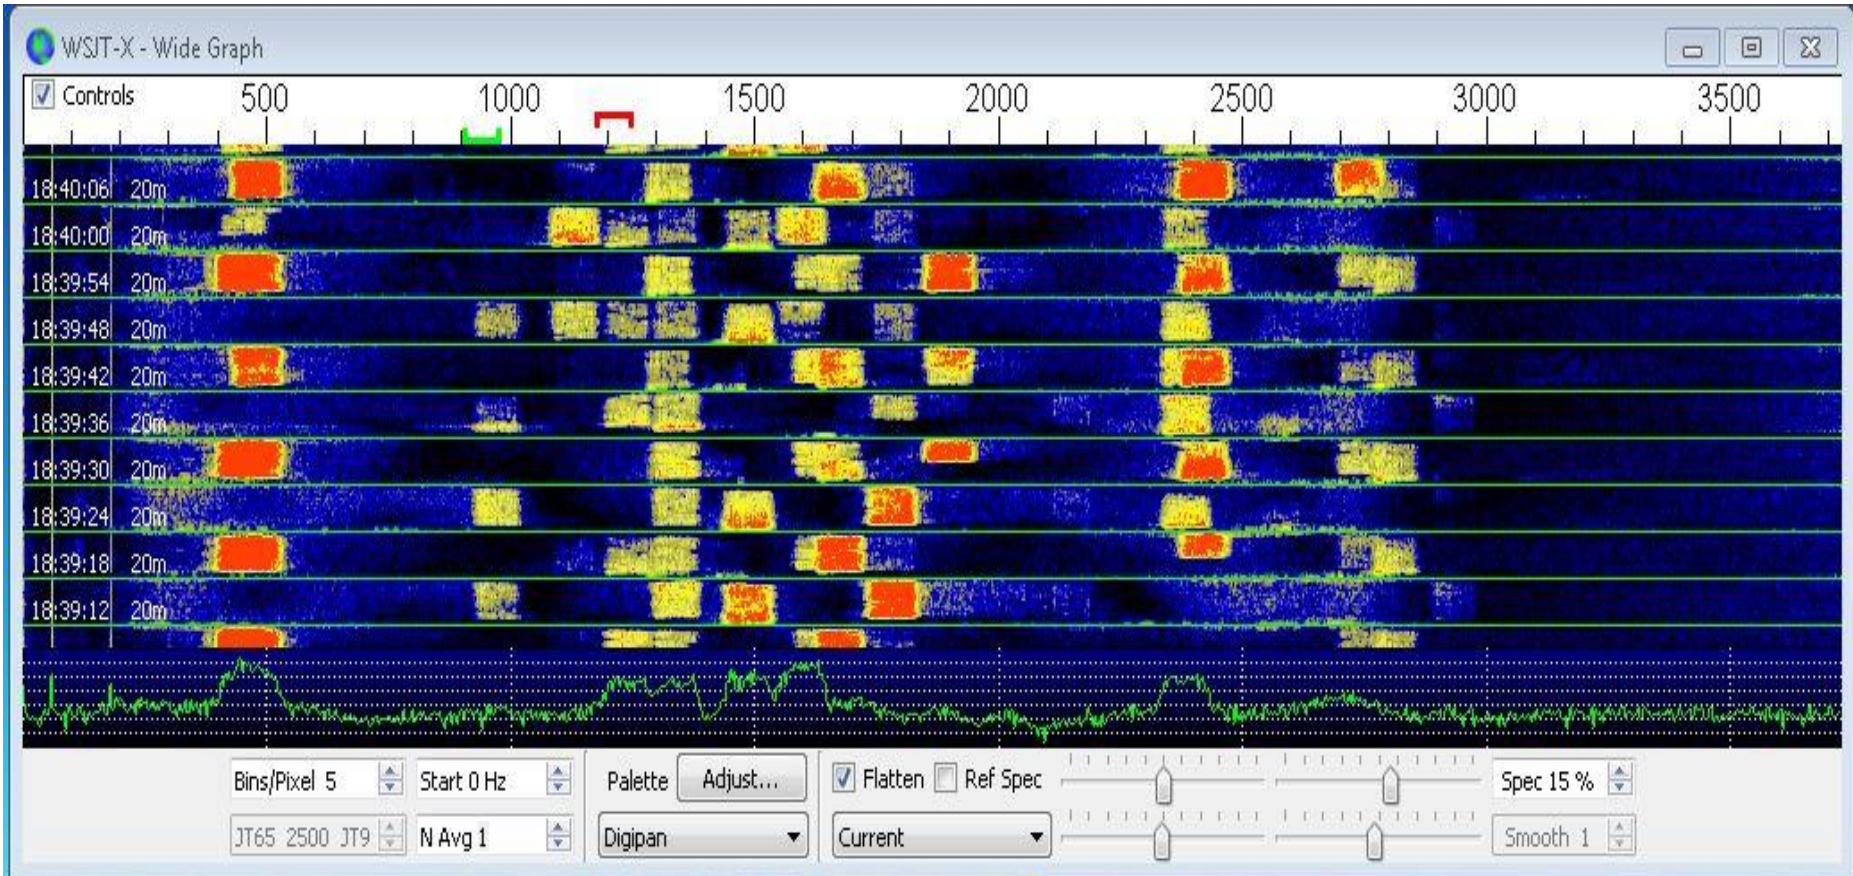 WSJT-X - Wide Graph
Controls 500 1000 1500 2000 2500 3000 3500
18:40:06 20m
18:40:00 20m
18:39:54 20m
18:39:48 20m
18:39:42 20m
18:39:36 20m
18:39:30 20m
18:39:24 20m
18:39:18 20m
18:39:12 20m
Bins/Pixel 5 Start 0 Hz Palette Adjust... Flatten Ref Spec Spec 15 %
JT65 2500 JT9 N Avg 1 Digipan Current Smooth 1